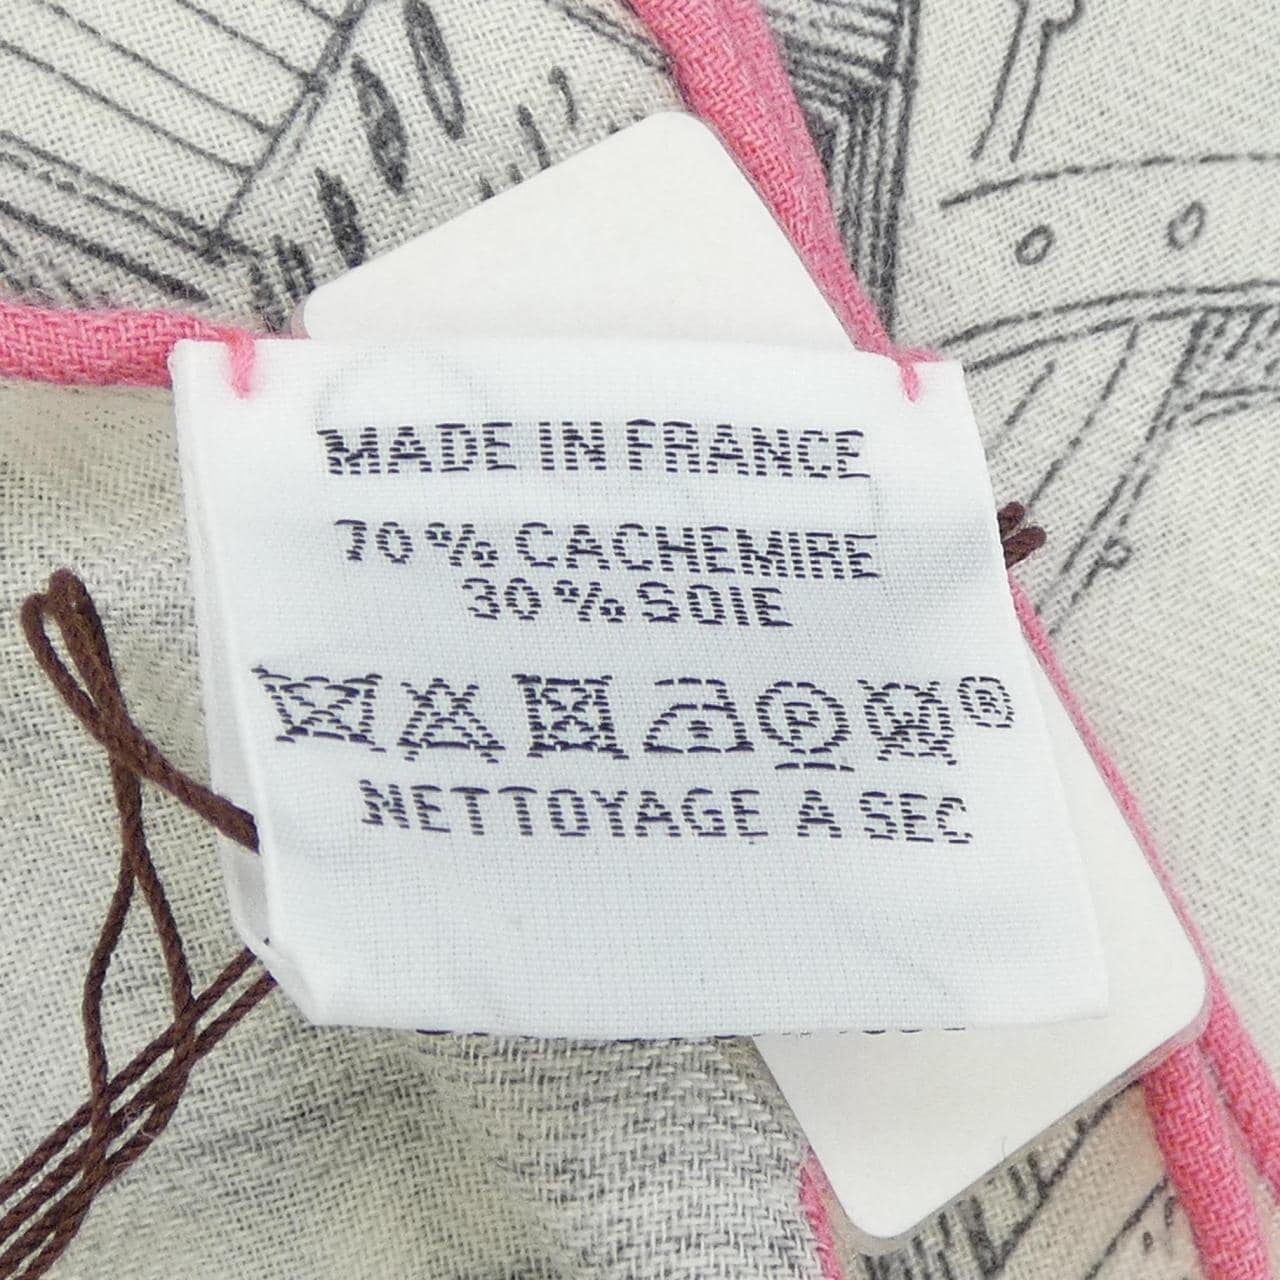 MADE IN FRANCE
70% CACHEMIRE
30% SOIE
P ®
NETTOYAGE A SEC